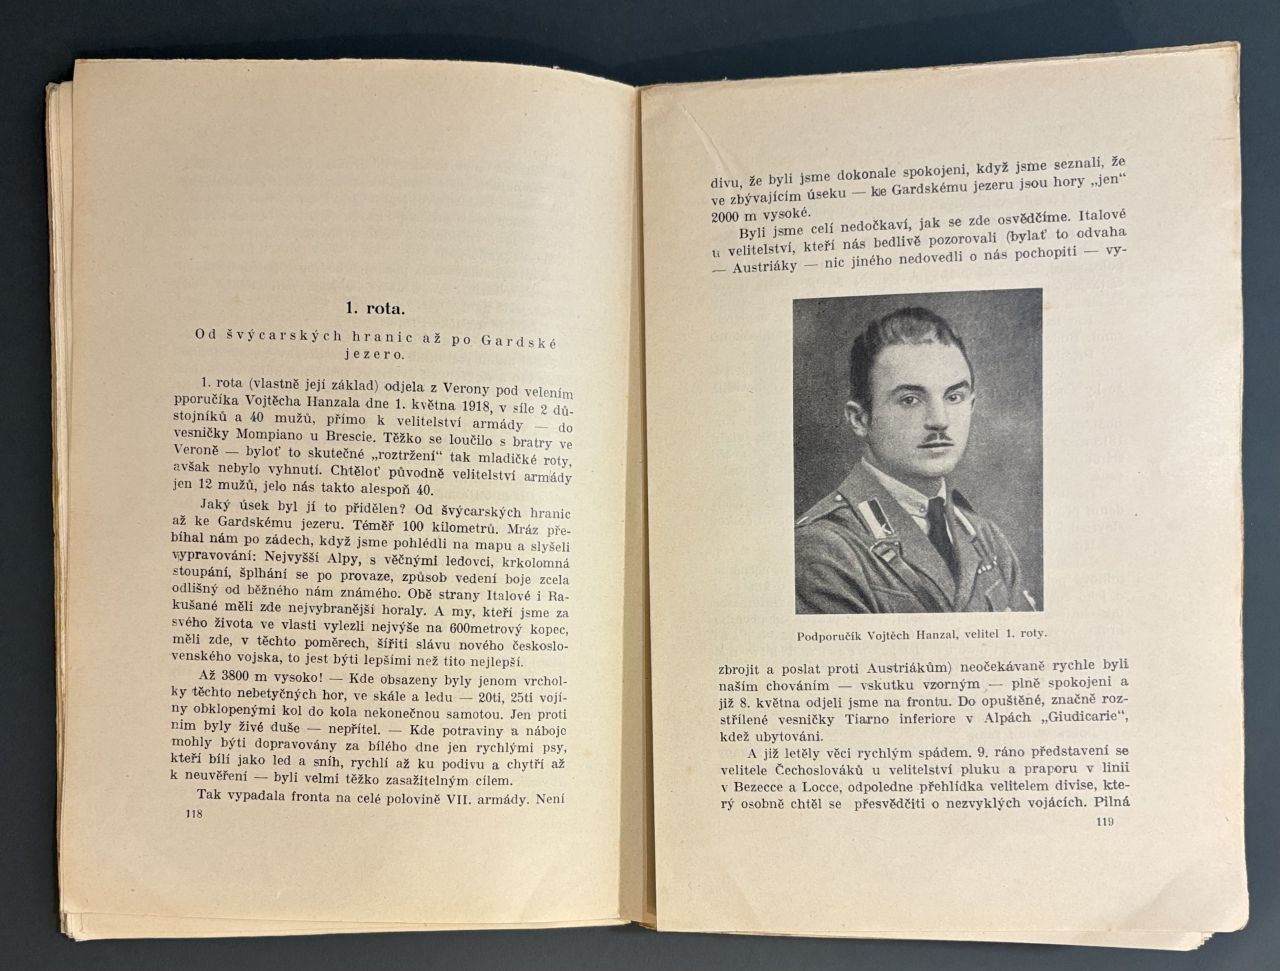 1. rota.
Od švýcarských hranic až po Gardské
jezero.
1. rota (vlastně její základ) odjela z Verony pod velením
pporučíka Vojtěcha Hanzala dne 1. května 1918, v síle 2 dů-
stojníků a 40 mužů, přímo k velitelství armády — do
vesničky Mompiano u Brescie. Těžko se loučilo s bratry ve
Veroně — byloť to skutečné „roztržení“ tak mladičké roty,
avšak nebylo vyhnutí. Chtěloť původně velitelství armády
jen 12 mužů, jelo nás takto alespoň 40.
Jaký úsek byl jí to přidělen? Od švýcarských hranic
až ke Gardskému jezeru. Téměř 100 kilometrů. Mráz pře-
bíhal nám po zádech, když jsme pohlédli na mapu a slyšeli
vypravování: Nejvyšší Alpy, s věčnými ledovci, krkolomná
stoupání, šplhání se po provaze, způsob vedení boje zcela
odlišný od běžného nám známého. Obě strany Italové i Ra-
kušané měli zde nejvybranější horaly. A my, kteří jsme za
svého života ve vlasti vylezli nejvýše na 600metrový kopec,
měli zde, v těchto poměrech, šířiti slávu nového českoslo-
venského vojska, to jest býti lepšími než tito nejlepší.
Až 3800 m vysoko! — Kde obsazeny byly jenom vrchol-
ky těchto nebetyčných hor, ve skále a ledu — 20ti, 25ti vojí-
ny obklopenými kol do kola nekonečnou samotou. Jen proti
nim byly živé duše — nepřítel. — Kde potraviny a náboje
mohly býti dopravovány za bílého dne jen rychlými psy,
kteří bílí jako led a sníh, rychlí až ku podivu a chytří až
k neuvěření — byli velmi těžko zasažitelným cílem.
Tak vypadala fronta na celé polovině VII. armády. Není
118
divu, že byli jsme dokonale spokojeni, když jsme seznali, že
ve zbývajícím úseku — ke Gardskému jezeru jsou hory „jen“
2000 m vysoké.
Byli jsme celí nedočkaví, jak se zde osvědčíme. Italové
u velitelství, kteří nás bedlivě pozorovali (bylať to odvaha
— Austriáky — nic jiného nedovedli o nás pochopiti — vy-
Podporučík Vojtěch Hanzal, velitel 1. roty.
zbrojit a poslat proti Austriákům) neočekávaně rychle byli
naším chováním — vskutku vzorným — plně spokojeni a
již 8. května odjeli jsme na frontu. Do opuštěné, značně roz-
střílené vesničky Tiarno inferiore v Alpách „Giudicarie“,
kdež ubytováni.
A již letěly věci rychlým spádem. 9. ráno představení se
velitele Čechoslováků u velitelství pluku a praporu v linii
v Bezecce a Locce, odpoledne přehlídka velitelem divise, kte-
rý osobně chtěl se přesvědčiti o nezvyklých vojácích. Pilná
119